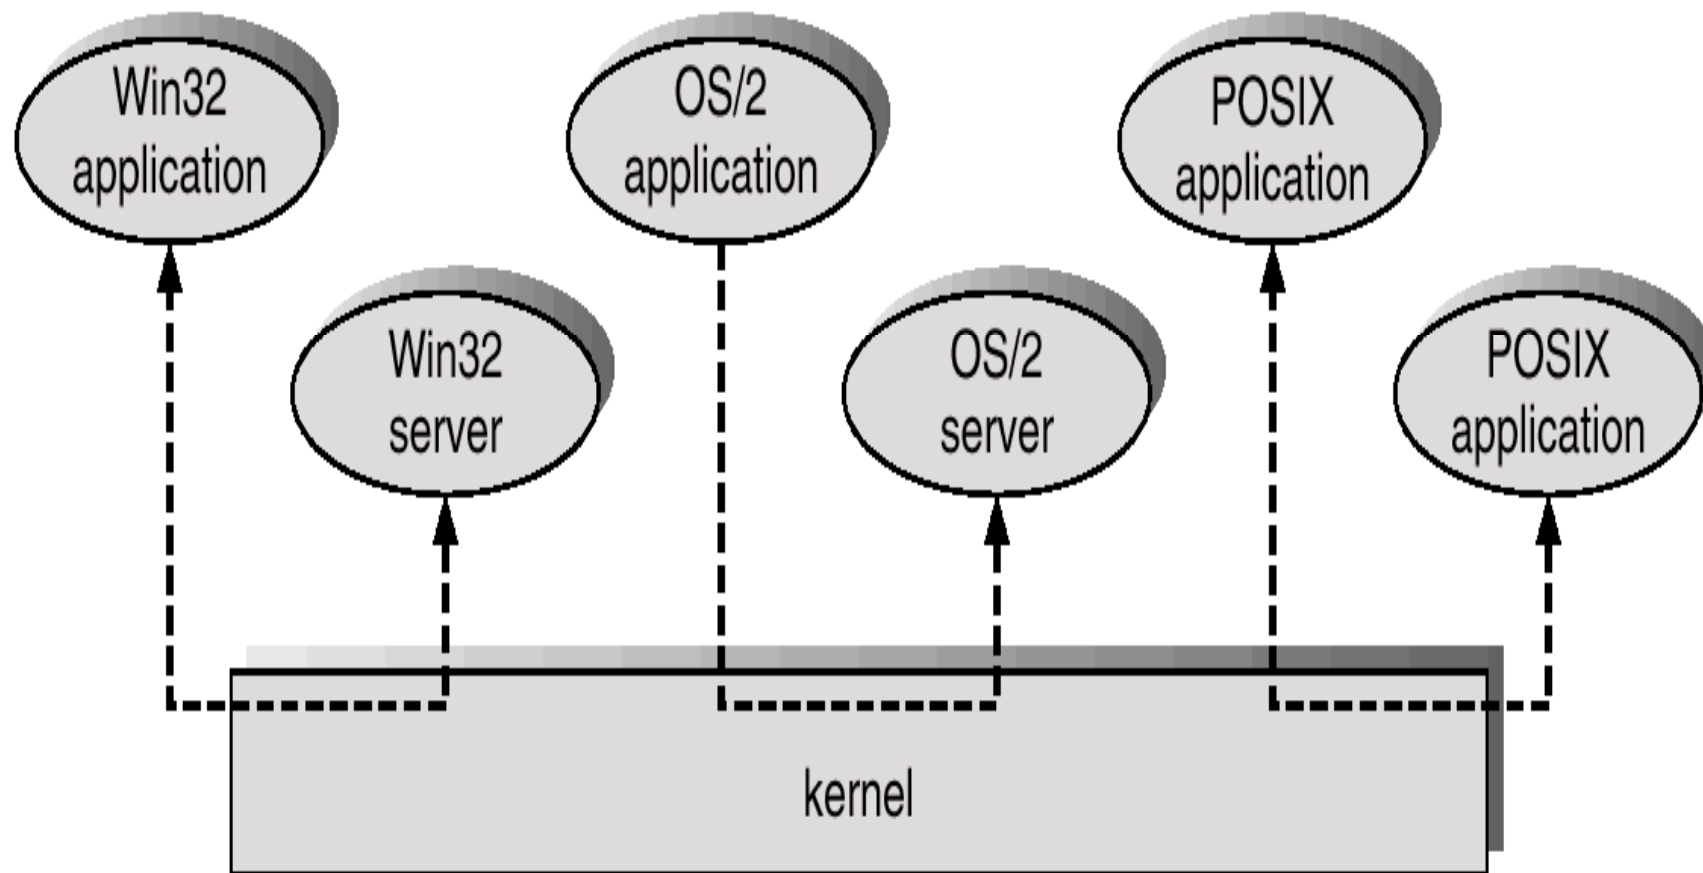 Win32
application
OS/2
application
POSIX
application
Win32
server
OS/2
server
POSIX
application
kernel